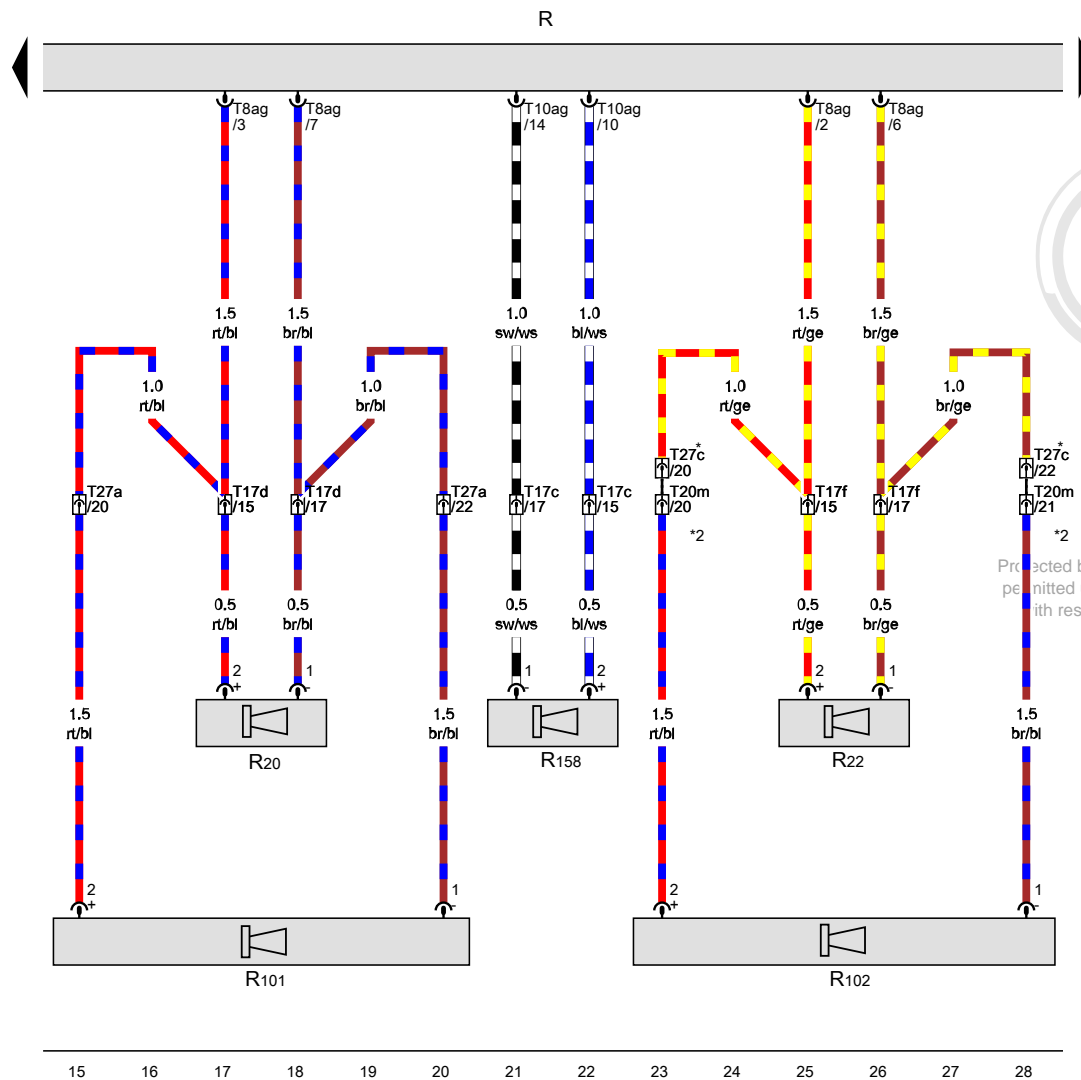 R
T8ag
/3
T8ag
/7
T10ag
/14
T10ag
/10
T8ag
/2
T8ag
/6
1.5
rt/bl
1.5
br/bl
1.0
sw/ws
1.0
bl/ws
1.5
rt/ge
1.5
br/ge
1.0
rt/bl
1.0
br/bl
1.0
rt/ge
1.0
br/ge
T27c *
/20
T27c *
/22
T27a
/20
T17d
/15
T17d
/17
T27a
/22
T17c
/17
T17c
/15
T20m
/20
T17f
/15
T17f
/17
T20m
/21
*2
*2
0.5
rt/bl
0.5
br/bl
0.5
sw/ws
0.5
bl/ws
0.5
rt/ge
0.5
br/ge
2
+
1
-
1
-
2
+
2
+
1
-
1.5
rt/bl
1.5
br/bl
1.5
rt/bl
1.5
br/bl
R20
R158
R22
2
+
1
-
2
+
1
-
R101
R102
15 16 17 18 19 20 21 22 23 24 25 26 27 28